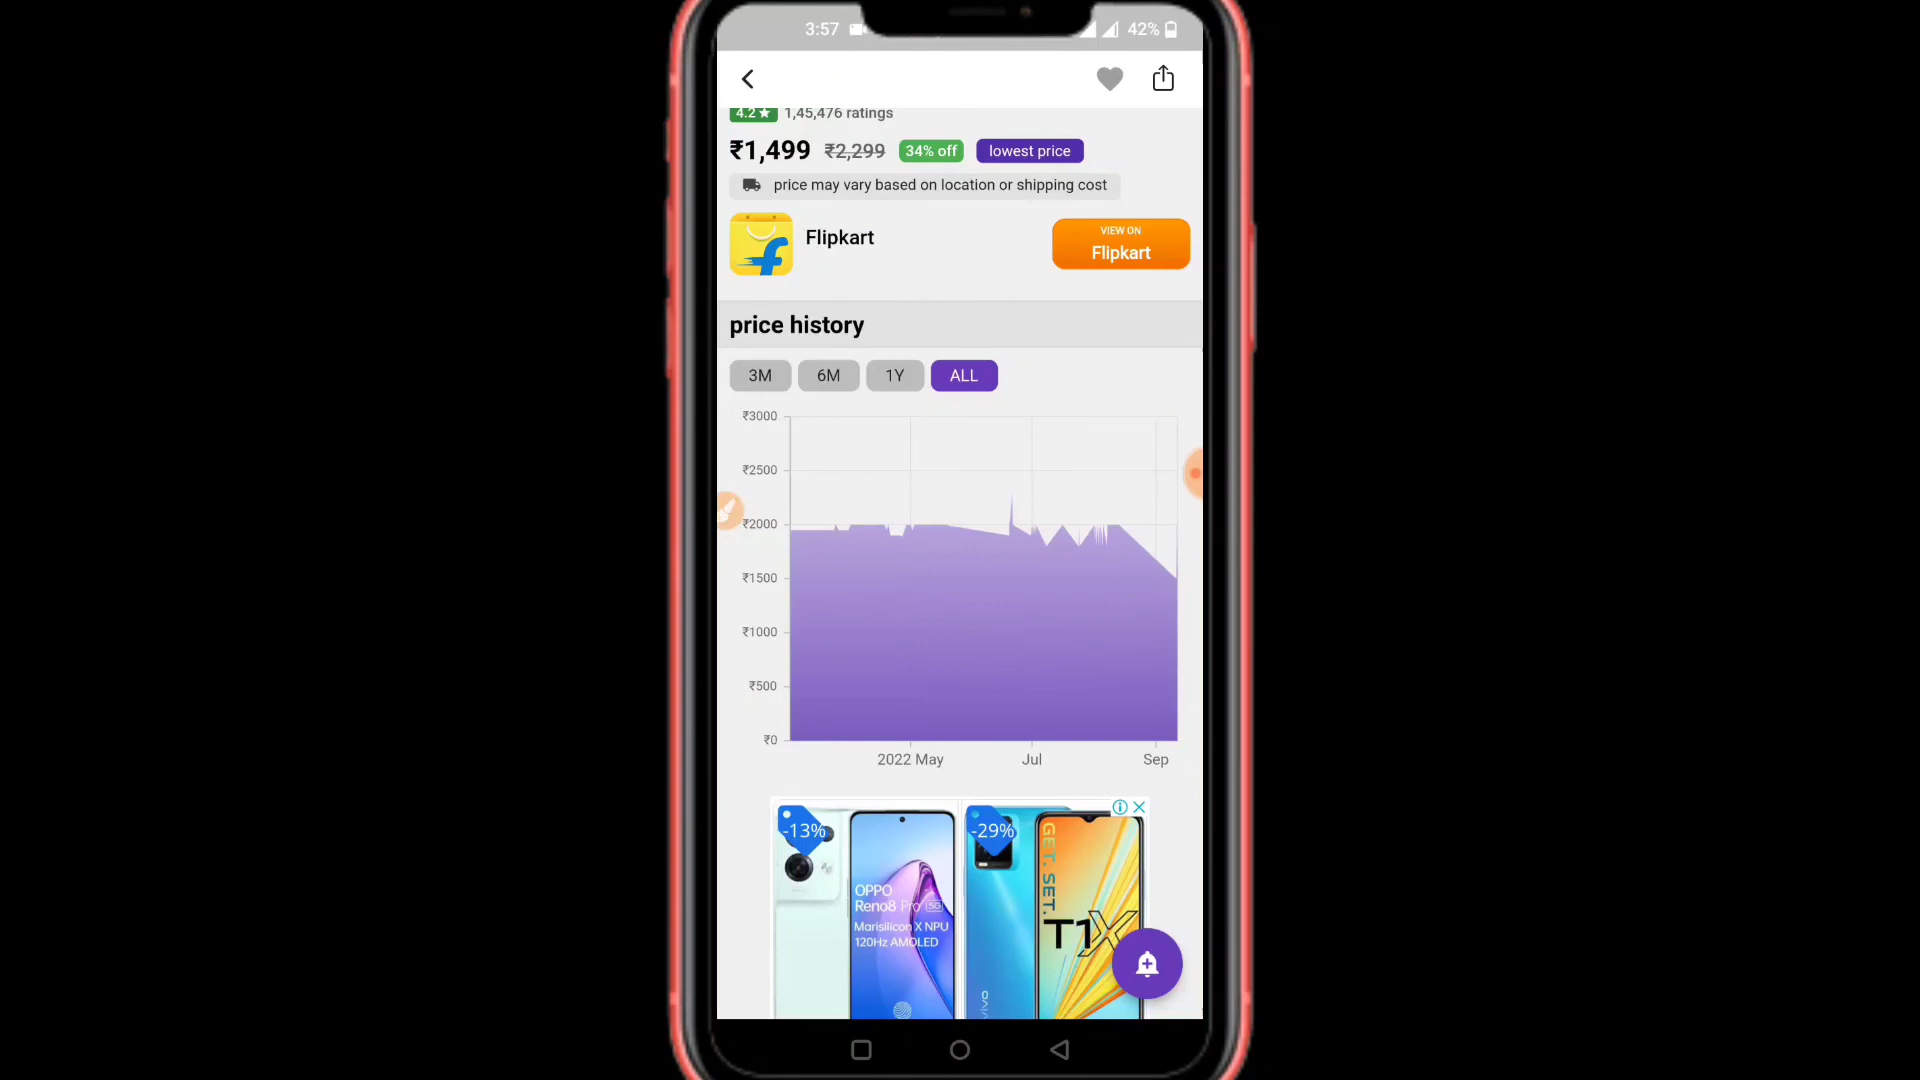 3:57
42%
4.2★ 1,45,476 ratings
₹1,499 ₹2,299 34% off lowest price
price may vary based on location or shipping cost
Flipkart
VIEW ON
Flipkart
price history
3M 6M 1Y ALL
₹3000
₹2500
₹2000
₹1500
₹1000
₹500
₹0
2022 May Jul Sep
-13%
OPPO
Reno8 Pro 5G
Marisilicon X NPU
120Hz AMOLED
-29%
GET. SET.
T1X
vivo